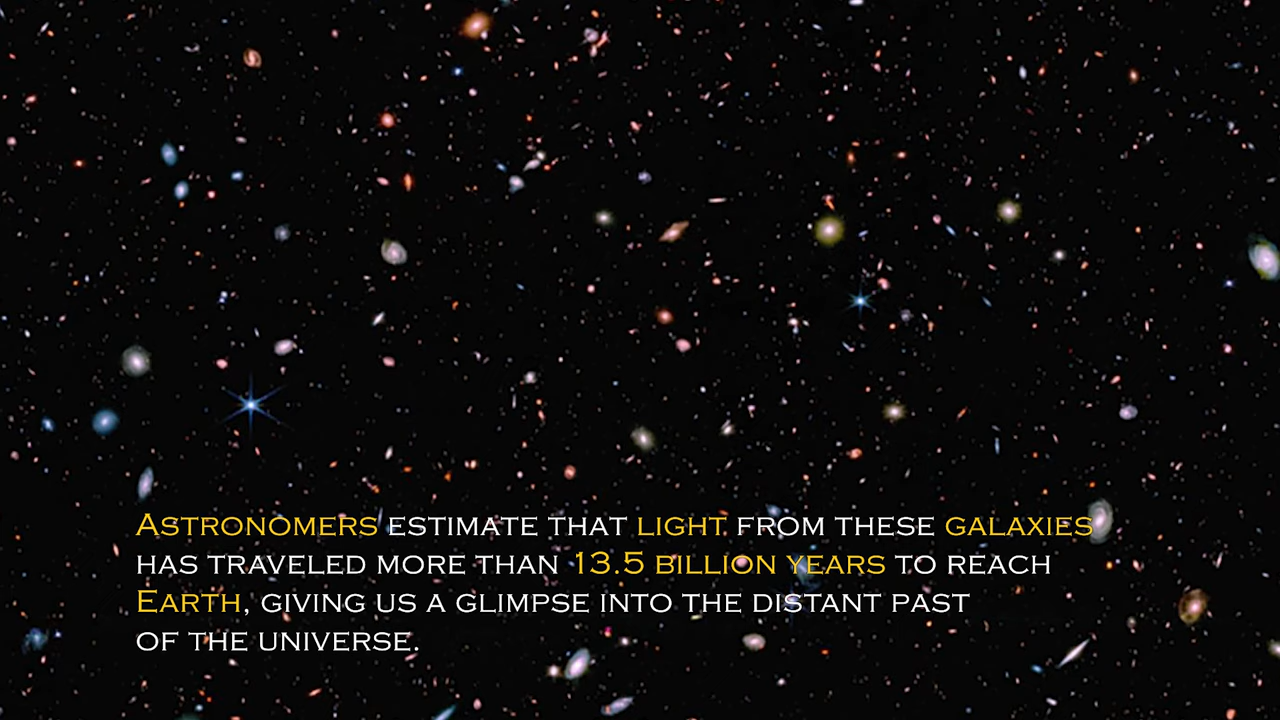 Astronomers estimate that light from these galaxies
has traveled more than 13.5 billion years to reach
Earth, giving us a glimpse into the distant past
of the universe.